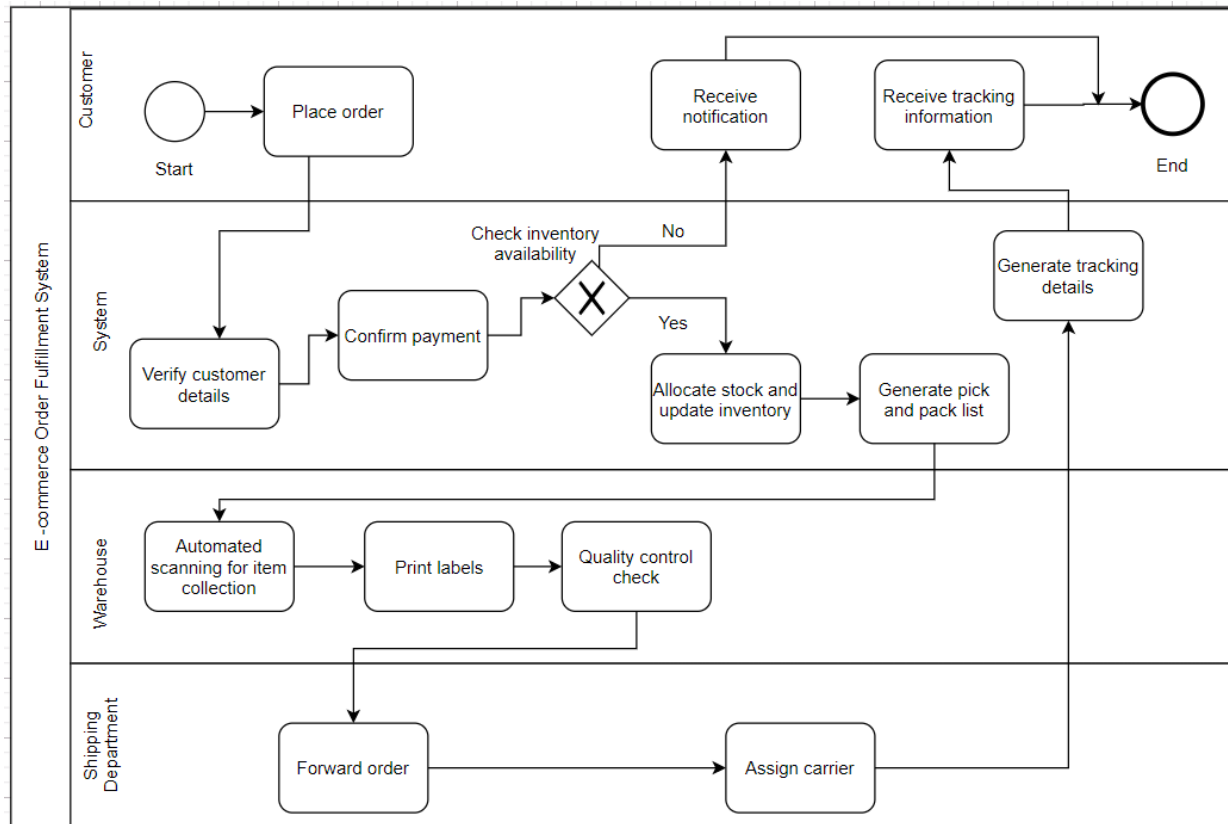 E -commerce Order Fulfillment System
Customer
Start
Place order
Receive
notification
Receive tracking
information
End
System
Verify customer
details
Confirm payment
Check inventory
availability
No
Yes
Allocate stock and
update inventory
Generate pick
and pack list
Generate tracking
details
Warehouse
Automated
scanning for item
collection
Print labels
Quality control
check
Shipping
Department
Forward order
Assign carrier